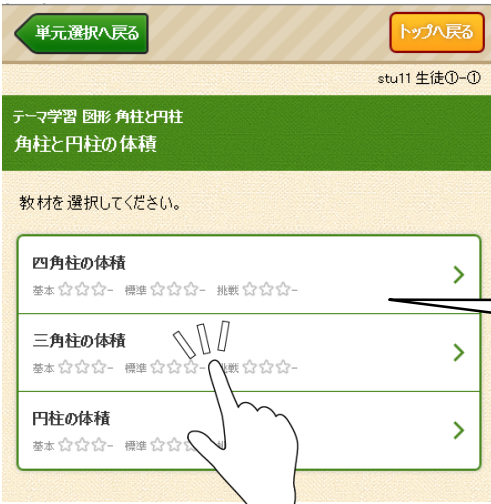 単元選択へ戻る
トップへ戻る
stu11 生徒①-①
テーマ学習 図形 角柱と円柱
角柱と円柱の体積
教材を選択してください。
四角柱の体積
基本 ☆☆☆- 標準 ☆☆☆- 挑戦 ☆☆☆-
三角柱の体積
基本 ☆☆☆- 標準 ☆☆☆- 挑戦 ☆☆☆-
円柱の体積
基本 ☆☆☆- 標準 ☆☆☆